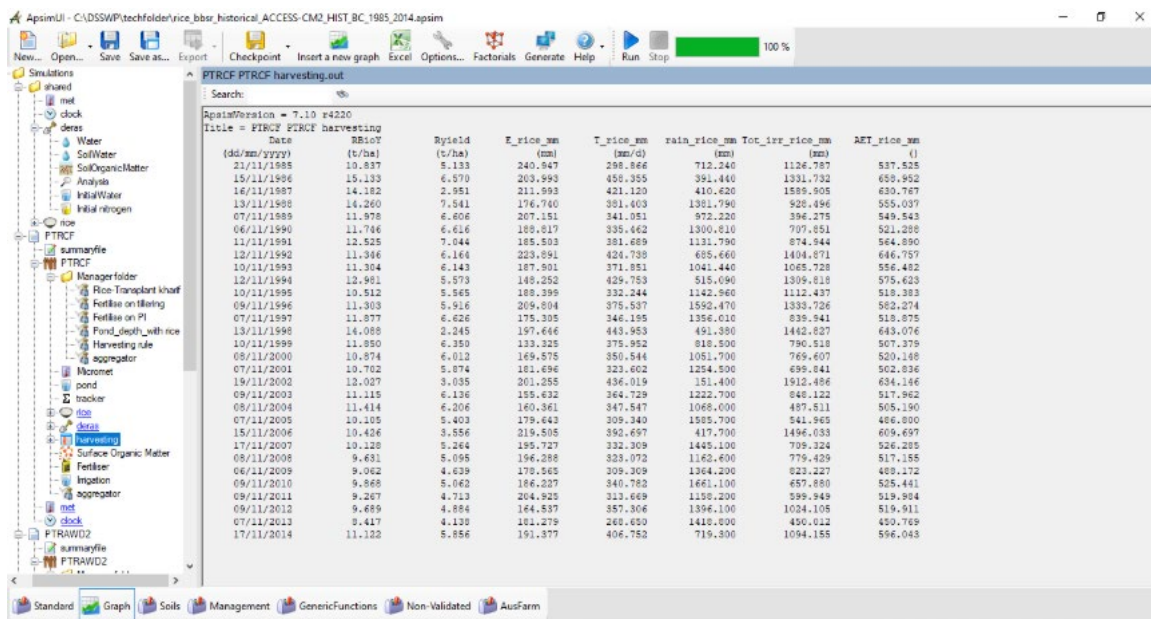 ApsimUI - C:\DSSWP\techfolder\rice_bbsr_historical_ACCESS-CM2_HIST_BC_1985_2014.apsim
New... Open... Save Save as... Export Checkpoint Insert a new graph Excel Options... Factorials Generate Help Run Stop 100 %
Simulations
shared
met
clock
deras
Water
SoilWater
SoilOrganicMatter
Analysis
InitialWater
Initial nitrogen
rice
PTRCF
summaryfile
PTRCF
Manager folder
Rice-Transplant kharif
Fertilise on tillering
Fertilise on PI
Pond_depth_with rice
Harvesting rule
aggregator
Micromet
pond
tracker
rice
deras
harvesting
Surface Organic Matter
Fertiliser
Irrigation
aggregator
met
clock
PTRAWD2
summaryfile
PTRAWD2
PTRCF PTRCF harvesting.out
Search:
ApsimVersion = 7.10 r4220
Title = PTRCF PTRCF harvesting
Date RBioY Ryield E_rice_mm T_rice_mm rain_rice_mm Tot_irr_rice_mm AET_rice_mm
(dd/mm/yyyy) (t/ha) (t/ha) (mm) (mm/d) (mm) (mm) ()
21/11/1985 10.837 5.133 240.947 298.866 712.240 1126.787 537.525
15/11/1986 15.133 6.570 203.993 458.355 391.440 1331.732 658.952
16/11/1987 14.182 2.951 211.993 421.120 410.620 1589.905 630.767
13/11/1988 14.260 7.541 176.740 381.403 1381.790 928.496 555.037
07/11/1989 11.978 6.606 207.151 341.051 972.220 396.275 549.543
06/11/1990 11.746 6.616 188.817 335.462 1300.810 707.851 521.288
11/11/1991 12.525 7.044 185.503 381.689 1131.790 874.944 564.890
12/11/1992 11.346 6.164 223.891 424.738 685.660 1404.871 646.757
10/11/1993 11.304 6.143 187.901 371.851 1041.440 1065.728 556.482
12/11/1994 12.981 5.573 148.252 429.753 515.090 1309.818 575.623
10/11/1995 10.512 5.565 188.399 332.244 1142.960 1112.437 518.383
09/11/1996 11.303 5.916 209.804 375.537 1592.470 1333.726 582.274
07/11/1997 11.877 6.626 175.305 346.195 1356.010 839.941 518.875
13/11/1998 14.088 2.245 197.646 443.953 491.380 1442.827 643.076
10/11/1999 11.850 6.350 133.325 375.952 818.500 790.518 507.379
08/11/2000 10.874 6.012 169.575 350.544 1051.700 769.607 520.148
07/11/2001 10.702 5.874 181.696 323.602 1254.500 699.841 502.836
19/11/2002 12.027 3.035 201.255 436.019 151.400 1912.486 634.146
09/11/2003 11.115 6.136 155.632 364.729 1222.700 848.122 517.962
08/11/2004 11.414 6.206 160.361 347.547 1068.000 487.511 505.190
07/11/2005 10.105 5.403 179.643 309.340 1585.700 541.965 486.800
15/11/2006 10.426 3.556 219.505 392.697 417.700 1496.033 609.697
17/11/2007 10.128 5.264 195.727 332.309 1445.100 709.324 526.285
08/11/2008 9.631 5.095 196.288 323.072 1162.600 779.429 517.155
06/11/2009 9.062 4.639 178.565 309.309 1364.200 823.227 488.172
09/11/2010 9.868 5.062 186.227 340.782 1661.100 657.880 525.441
09/11/2011 9.267 4.713 204.925 313.669 1158.200 599.949 519.984
09/11/2012 9.689 4.884 164.537 357.306 1396.100 1024.105 519.911
07/11/2013 8.417 4.138 181.279 268.650 1418.800 450.012 450.769
17/11/2014 11.122 5.856 191.377 406.752 719.300 1094.155 596.043
Standard Graph Soils Management GenericFunctions Non-Validated AusFarm